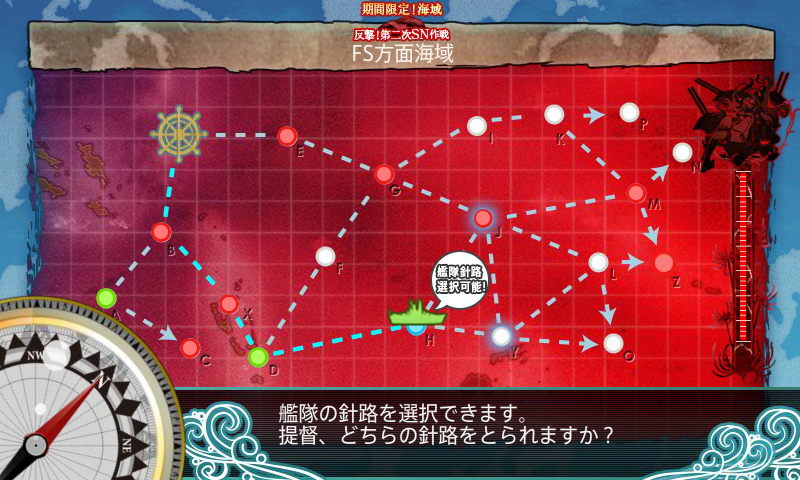 期間限定!海域
反撃!第二次SN作戦
FS方面海域
P
I
K
E
N
G
M
J
B
F
L
Z
艦隊針路
選択可能!
A
X
H
Y
O
C
D
NW
N
NE
艦隊の針路を選択できます。
提督、どちらの針路をとられますか？